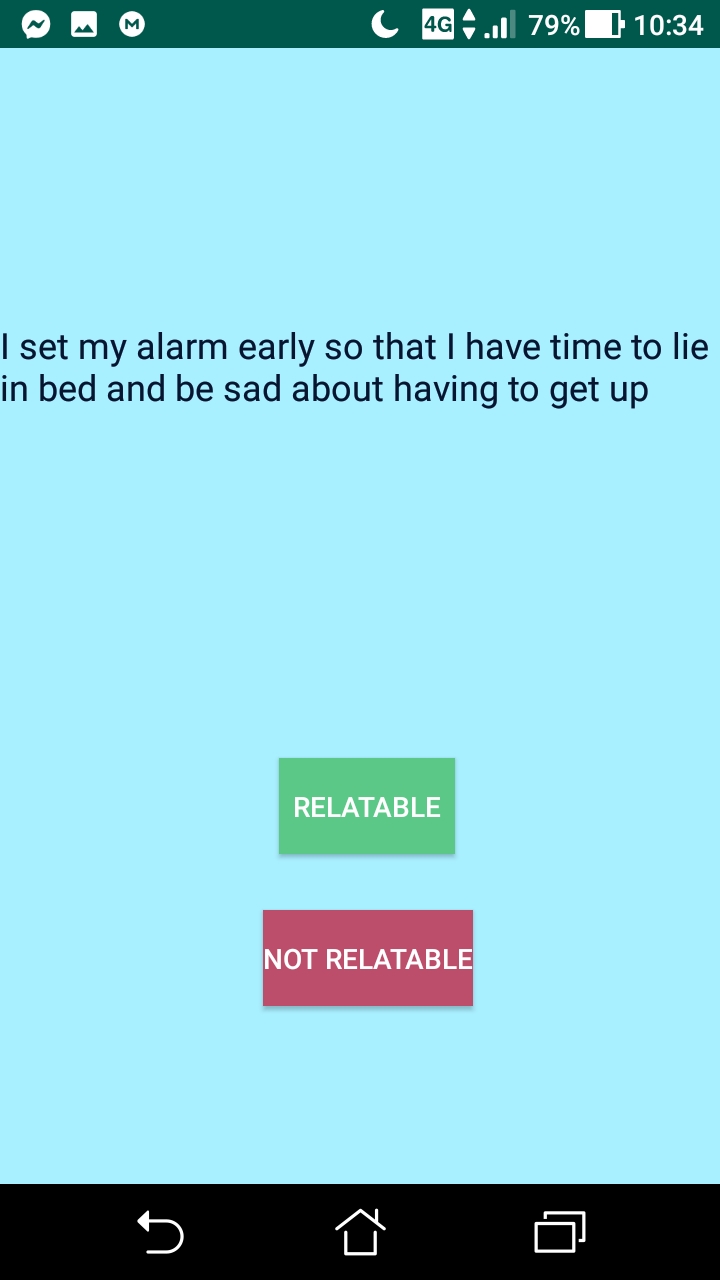 4G 79% 10:34
I set my alarm early so that I have time to lie
in bed and be sad about having to get up
RELATABLE
NOT RELATABLE